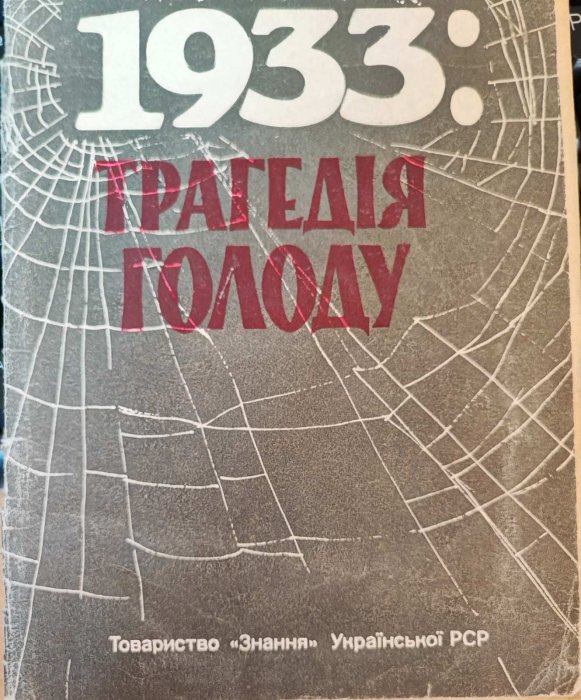 1933:
ТРАГЕДІЯ
ГОЛОДУ
Товариство «Знання» Української РСР